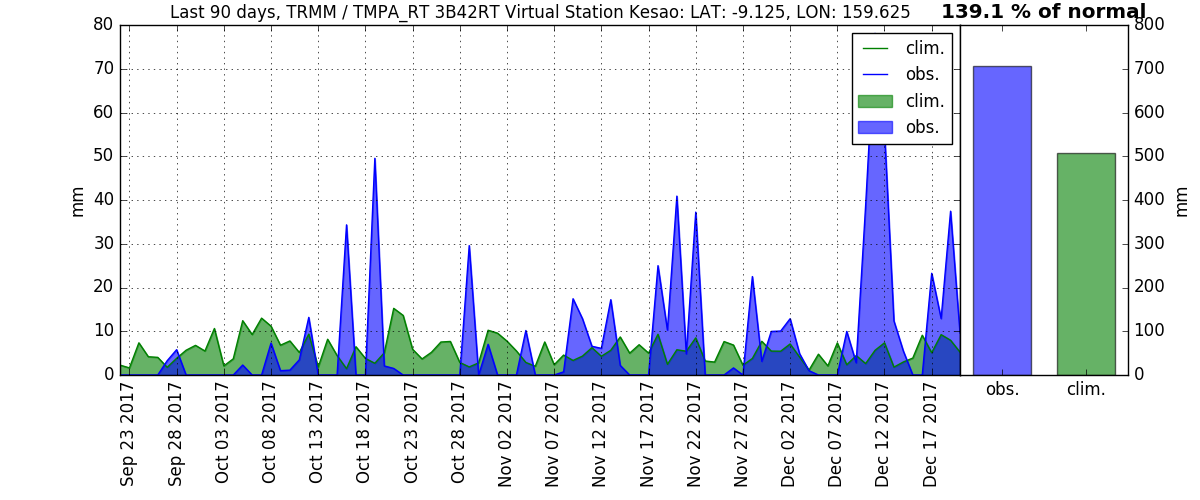 Last 90 days, TRMM / TMPA_RT 3B42RT Virtual Station Kesao: LAT: -9.125, LON: 159.625
139.1 % of normal
80
70
60
50
40
30
20
10
0
mm
clim.
obs.
clim.
obs.
800
700
600
500
400
300
200
100
0
mm
obs.
clim.
Sep 23 2017
Sep 28 2017
Oct 03 2017
Oct 08 2017
Oct 13 2017
Oct 18 2017
Oct 23 2017
Oct 28 2017
Nov 02 2017
Nov 07 2017
Nov 12 2017
Nov 17 2017
Nov 22 2017
Nov 27 2017
Dec 02 2017
Dec 07 2017
Dec 12 2017
Dec 17 2017